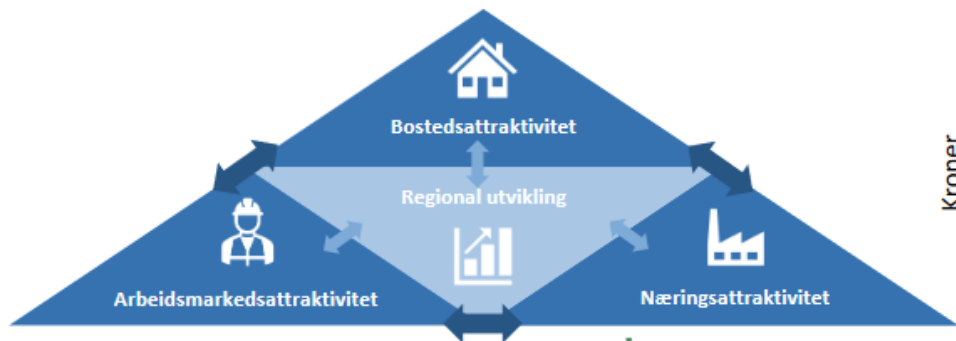 Bostedsattraktivitet
Regional utvikling
Arbeidsmarkedsattraktivitet
Næringsattraktivitet
Kroner